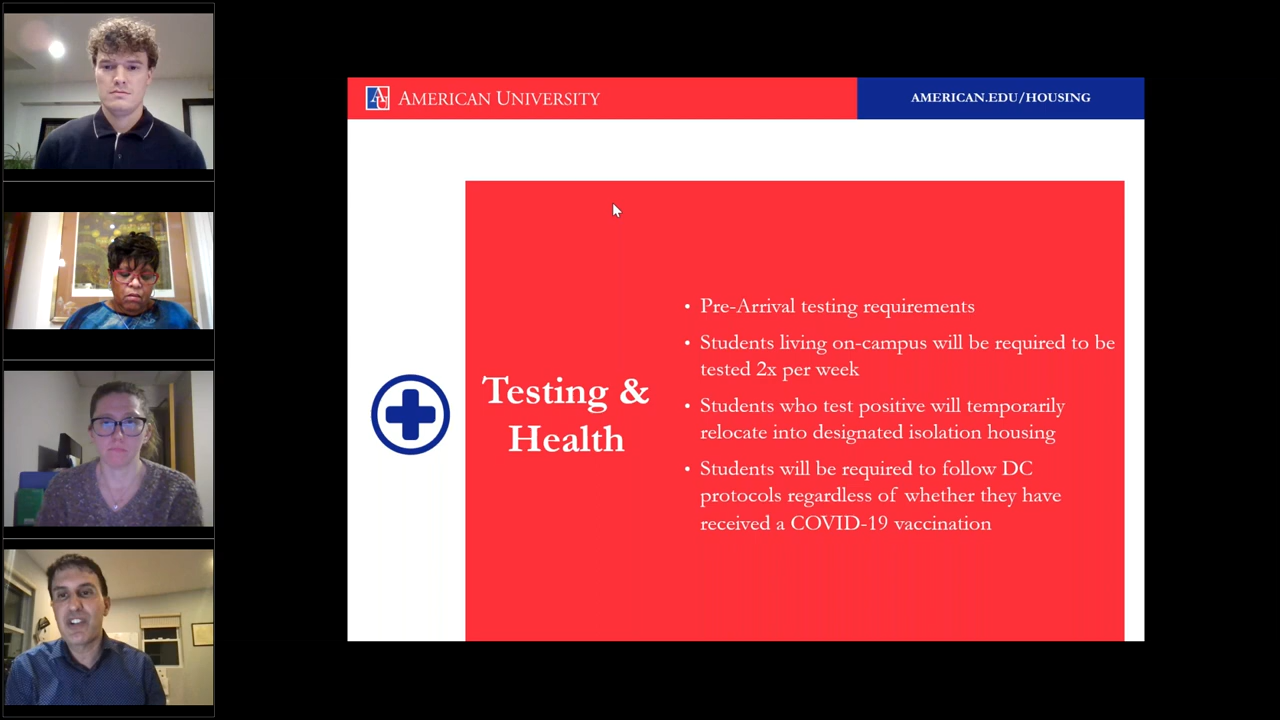 AMERICAN UNIVERSITY
AMERICAN.EDU/HOUSING
Testing &
Health
• Pre-Arrival testing requirements
• Students living on-campus will be required to be
tested 2x per week
• Students who test positive will temporarily
relocate into designated isolation housing
• Students will be required to follow DC
protocols regardless of whether they have
received a COVID-19 vaccination